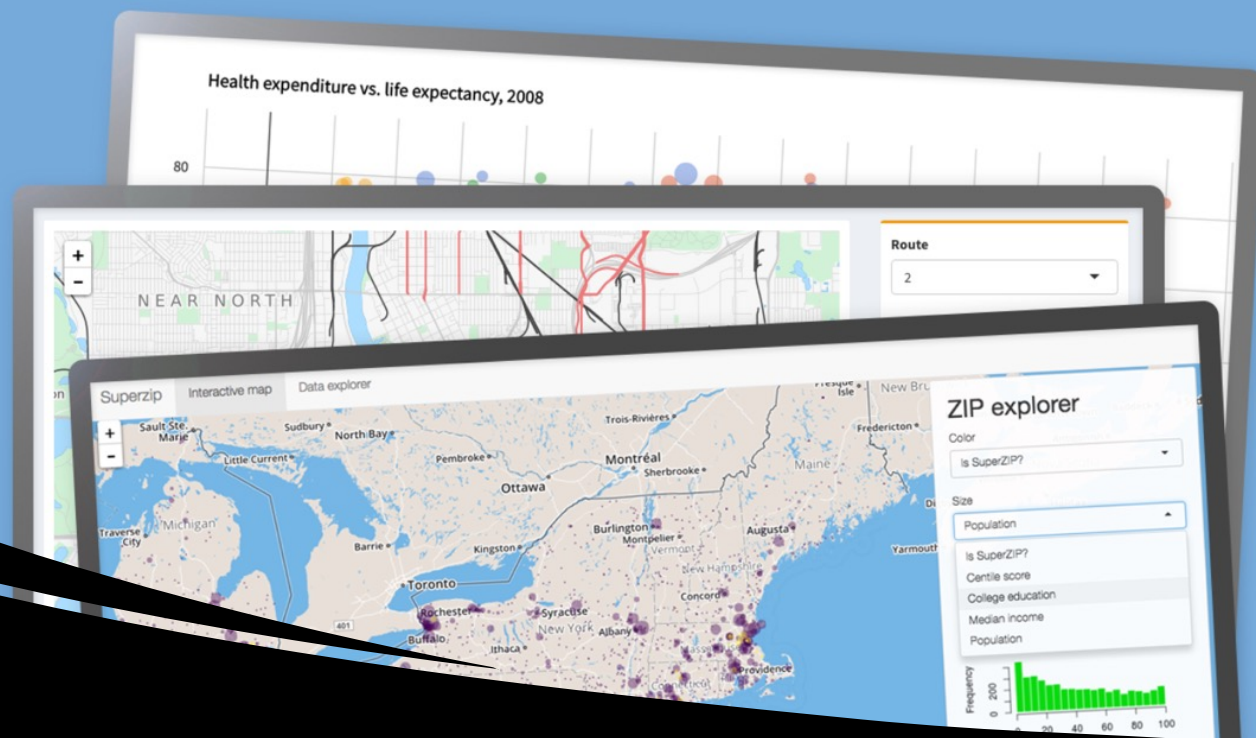 Health expenditure vs. life expectancy, 2008
80
+
-
NEAR NORTH
Route
2
Superzip
Interactive map
Data explorer
+
-
Sault Ste.
Marie
Sudbury
North Bay
Little Current
Pembroke
Trois-Rivières
Isle
New Bru
Fredericton
Montréal
Sherbrooke
Maine
Ottawa
Traverse
City
Michigan
Barrie
Kingston
Burlington
Montpelier
Vermont
Augusta
Yarmouth
Toronto
New Hampshire
Concord
401
Rochester
Buffalo
Syracuse
New York
Albany
Ithaca
Mass
Providence
Connecticut
ZIP explorer
Color
Is SuperZIP?
Size
Population
Is SuperZIP?
Centile score
College education
Median income
Population
Frequency
0 200
0 20 40 60 80 100